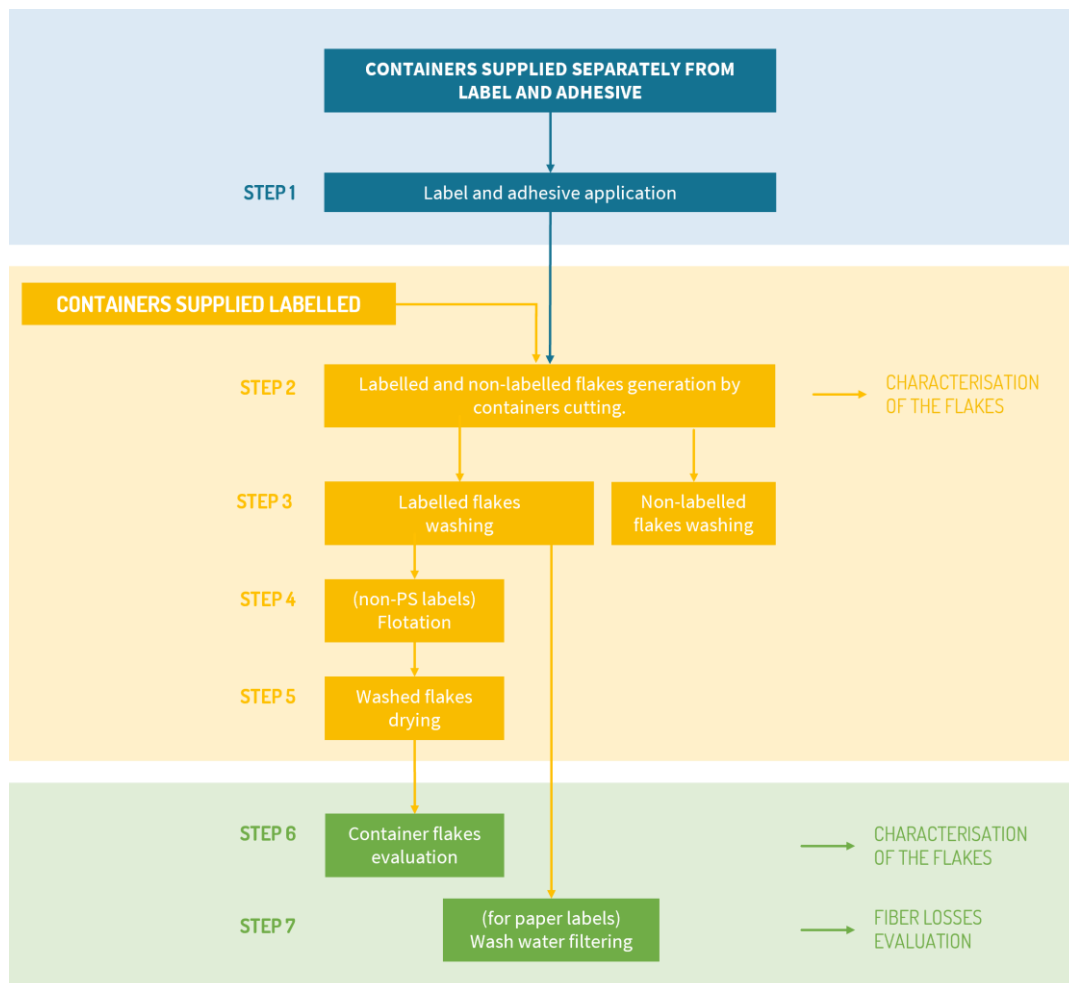 CONTAINERS SUPPLIED SEPARATELY FROM
LABEL AND ADHESIVE
STEP 1
Label and adhesive application
CONTAINERS SUPPLIED LABELLED
STEP 2
Labelled and non-labelled flakes generation by
containers cutting.
CHARACTERISATION
OF THE FLAKES
STEP 3
Labelled flakes
washing
Non-labelled
flakes washing
STEP 4
(non-PS labels)
Flotation
STEP 5
Washed flakes
drying
STEP 6
Container flakes
evaluation
CHARACTERISATION
OF THE FLAKES
STEP 7
(for paper labels)
Wash water filtering
FIBER LOSSES
EVALUATION